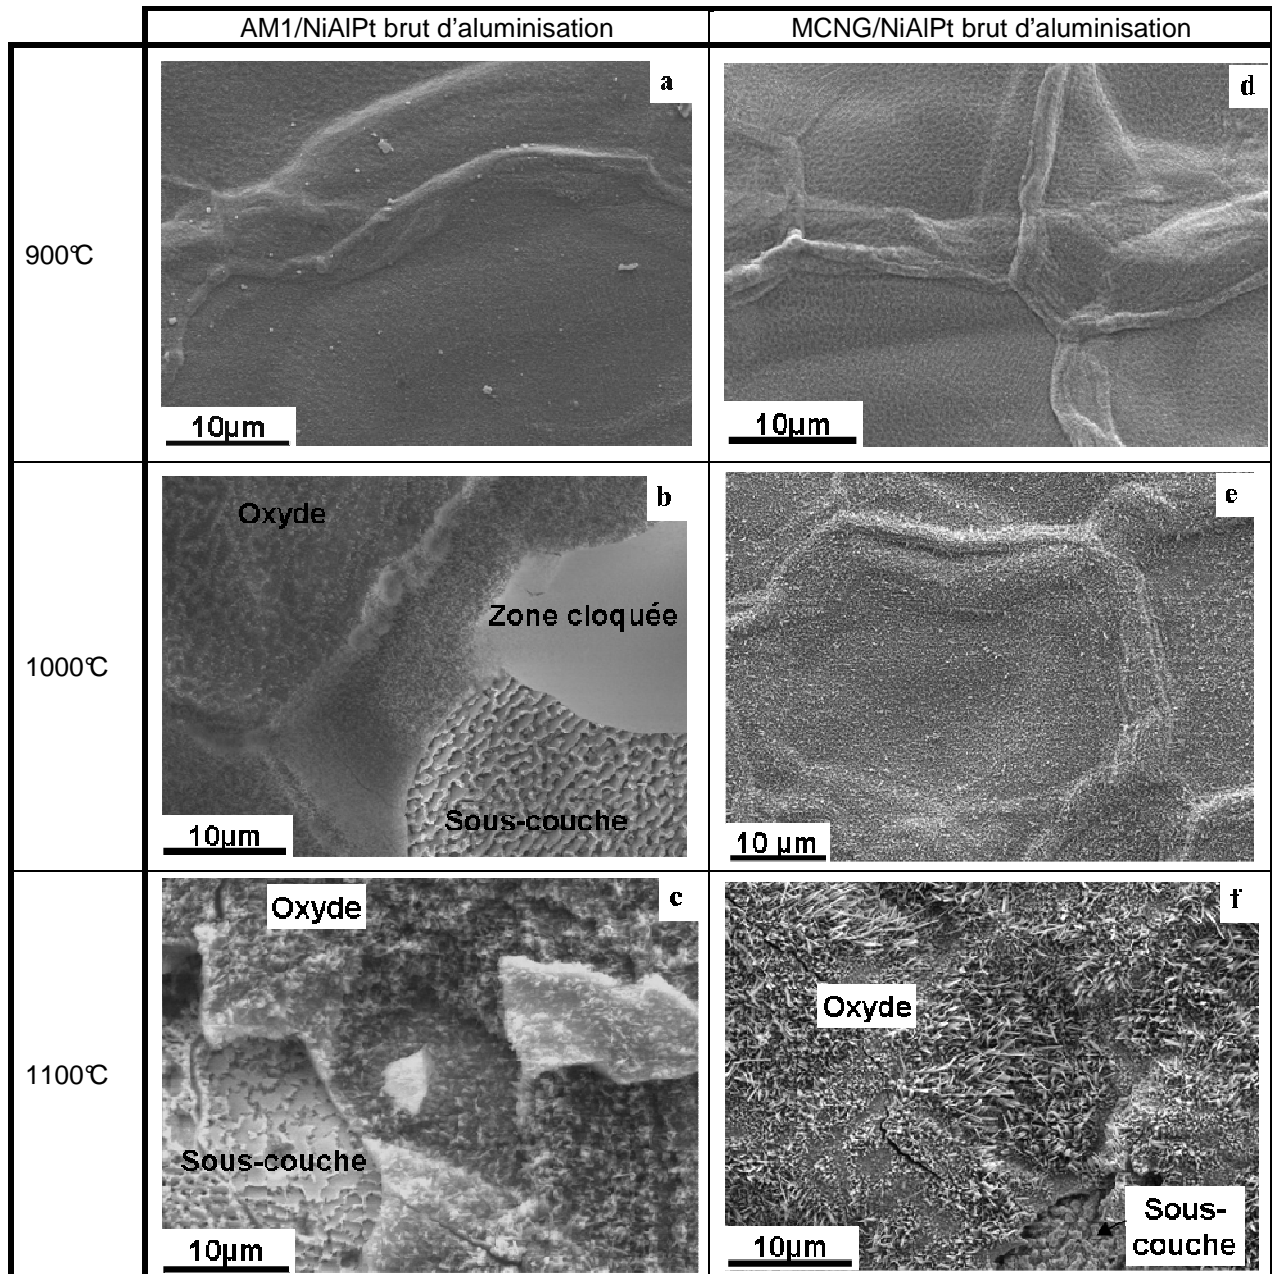 AM1/NiAlPt brut d'aluminisation
MCNG/NiAlPt brut d'aluminisation
900℃
a
10µm
d
10µm
1000℃
b
Oxyde
Zone cloquée
Sous-couche
10µm
e
10 µm
1100℃
c
Oxyde
Sous-couche
10µm
f
Oxyde
Sous-
couche
10µm